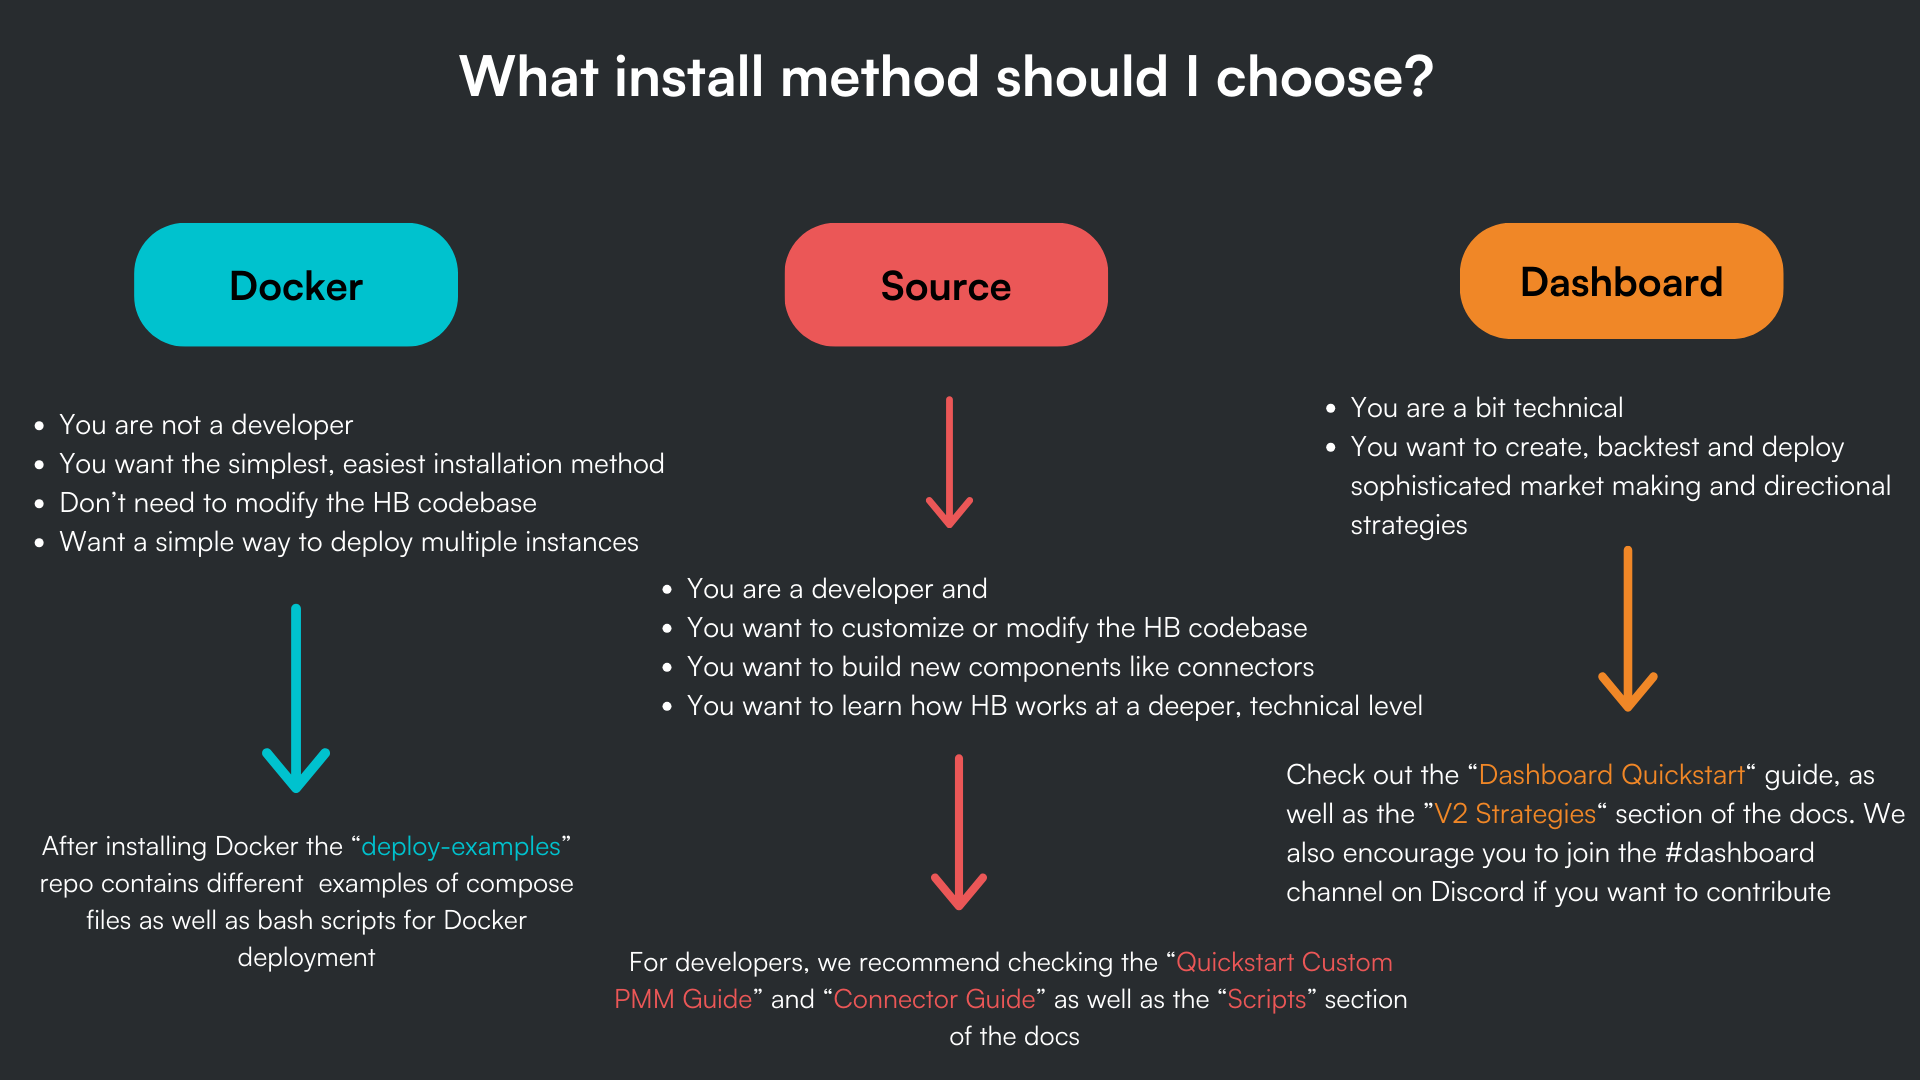 What install method should I choose?
Docker
• You are not a developer
• You want the simplest, easiest installation method
• Don’t need to modify the HB codebase
• Want a simple way to deploy multiple instances
After installing Docker the “deploy-examples”
repo contains different  examples of compose
files as well as bash scripts for Docker
deployment
Source
• You are a developer and
• You want to customize or modify the HB codebase
• You want to build new components like connectors
• You want to learn how HB works at a deeper, technical level
For developers, we recommend checking the “Quickstart Custom
PMM Guide” and “Connector Guide” as well as the “Scripts” section
of the docs
Dashboard
• You are a bit technical
• You want to create, backtest and deploy
sophisticated market making and directional
strategies
Check out the “Dashboard Quickstart“ guide, as
well as the ”V2 Strategies“ section of the docs. We
also encourage you to join the #dashboard
channel on Discord if you want to contribute